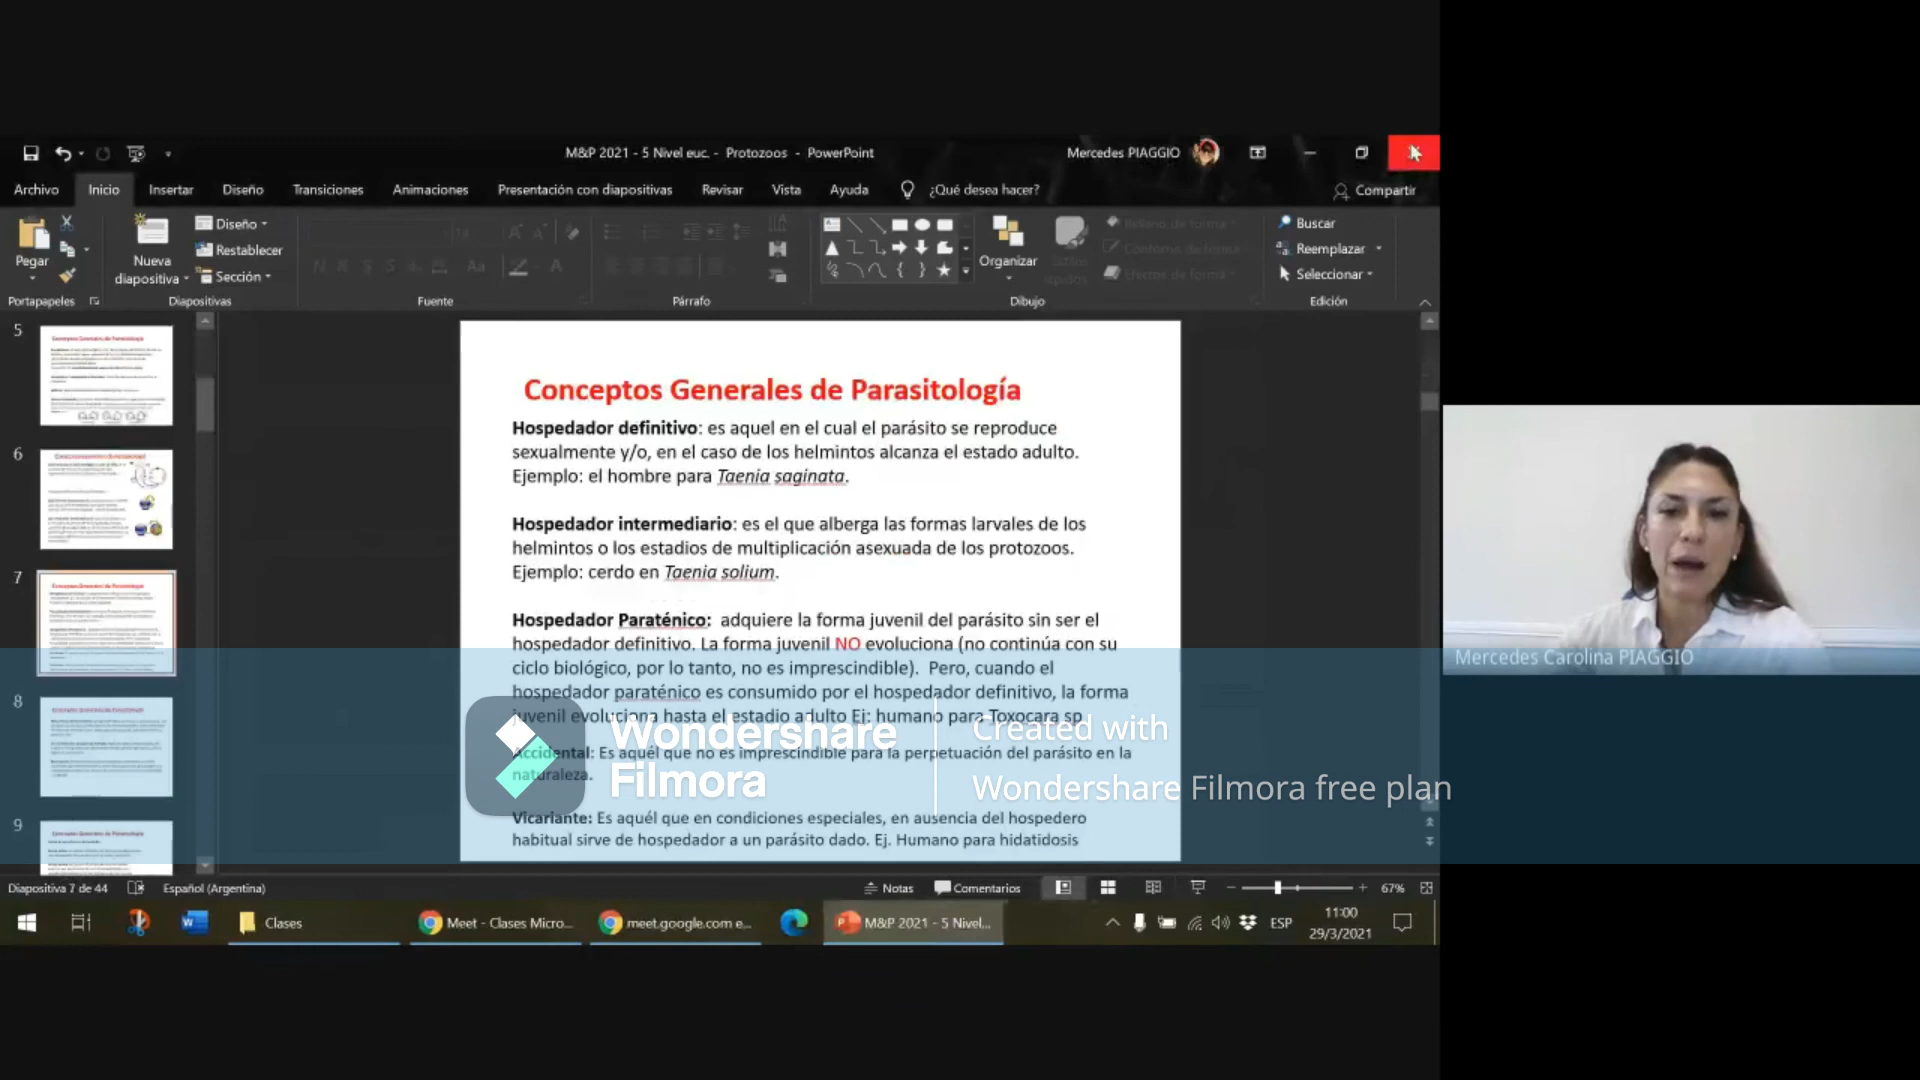 M&P 2021 - 5 Nivel euc. - Protozoos - PowerPoint
Mercedes PIAGGIO
Archivo Inicio Insertar Diseño Transiciones Animaciones Presentación con diapositivas Revisar Vista Ayuda ¿Qué desea hacer? Compartir
Pegar
Nueva
diapositiva
Diseño
Restablecer
Sección
Organizar
Buscar
Reemplazar
Seleccionar
Portapapeles Diapositivas Fuente Párrafo Dibujo Edición
5
6
7
8
9
Conceptos Generales de Parasitología
Hospedador definitivo: es aquel en el cual el parásito se reproduce
sexualmente y/o, en el caso de los helmintos alcanza el estado adulto.
Ejemplo: el hombre para Taenia saginata.
Hospedador intermediario: es el que alberga las formas larvales de los
helmintos o los estadios de multiplicación asexuada de los protozoos.
Ejemplo: cerdo en Taenia solium.
Hospedador Paraténico: adquiere la forma juvenil del parásito sin ser el
hospedador definitivo. La forma juvenil NO evoluciona (no continúa con su
ciclo biológico, por lo tanto, no es imprescindible). Pero, cuando el
hospedador paraténico es consumido por el hospedador definitivo, la forma
juvenil evoluciona hasta el estadio adulto Ej: humano para Toxocara sp
Accidental: Es aquél que no es imprescindible para la perpetuación del parásito en la
naturaleza.
Vicariante: Es aquél que en condiciones especiales, en ausencia del hospedero
habitual sirve de hospedador a un parásito dado. Ej. Humano para hidatidosis
Mercedes Carolina PIAGGIO
Wondershare
Filmora
Created with
Wondershare Filmora free plan
Diapositiva 7 de 44 Español (Argentina) Notas Comentarios 67%
Clases Meet - Clases Micro... meet.google.com e... M&P 2021 - 5 Nivel... ESP
11:00
29/3/2021